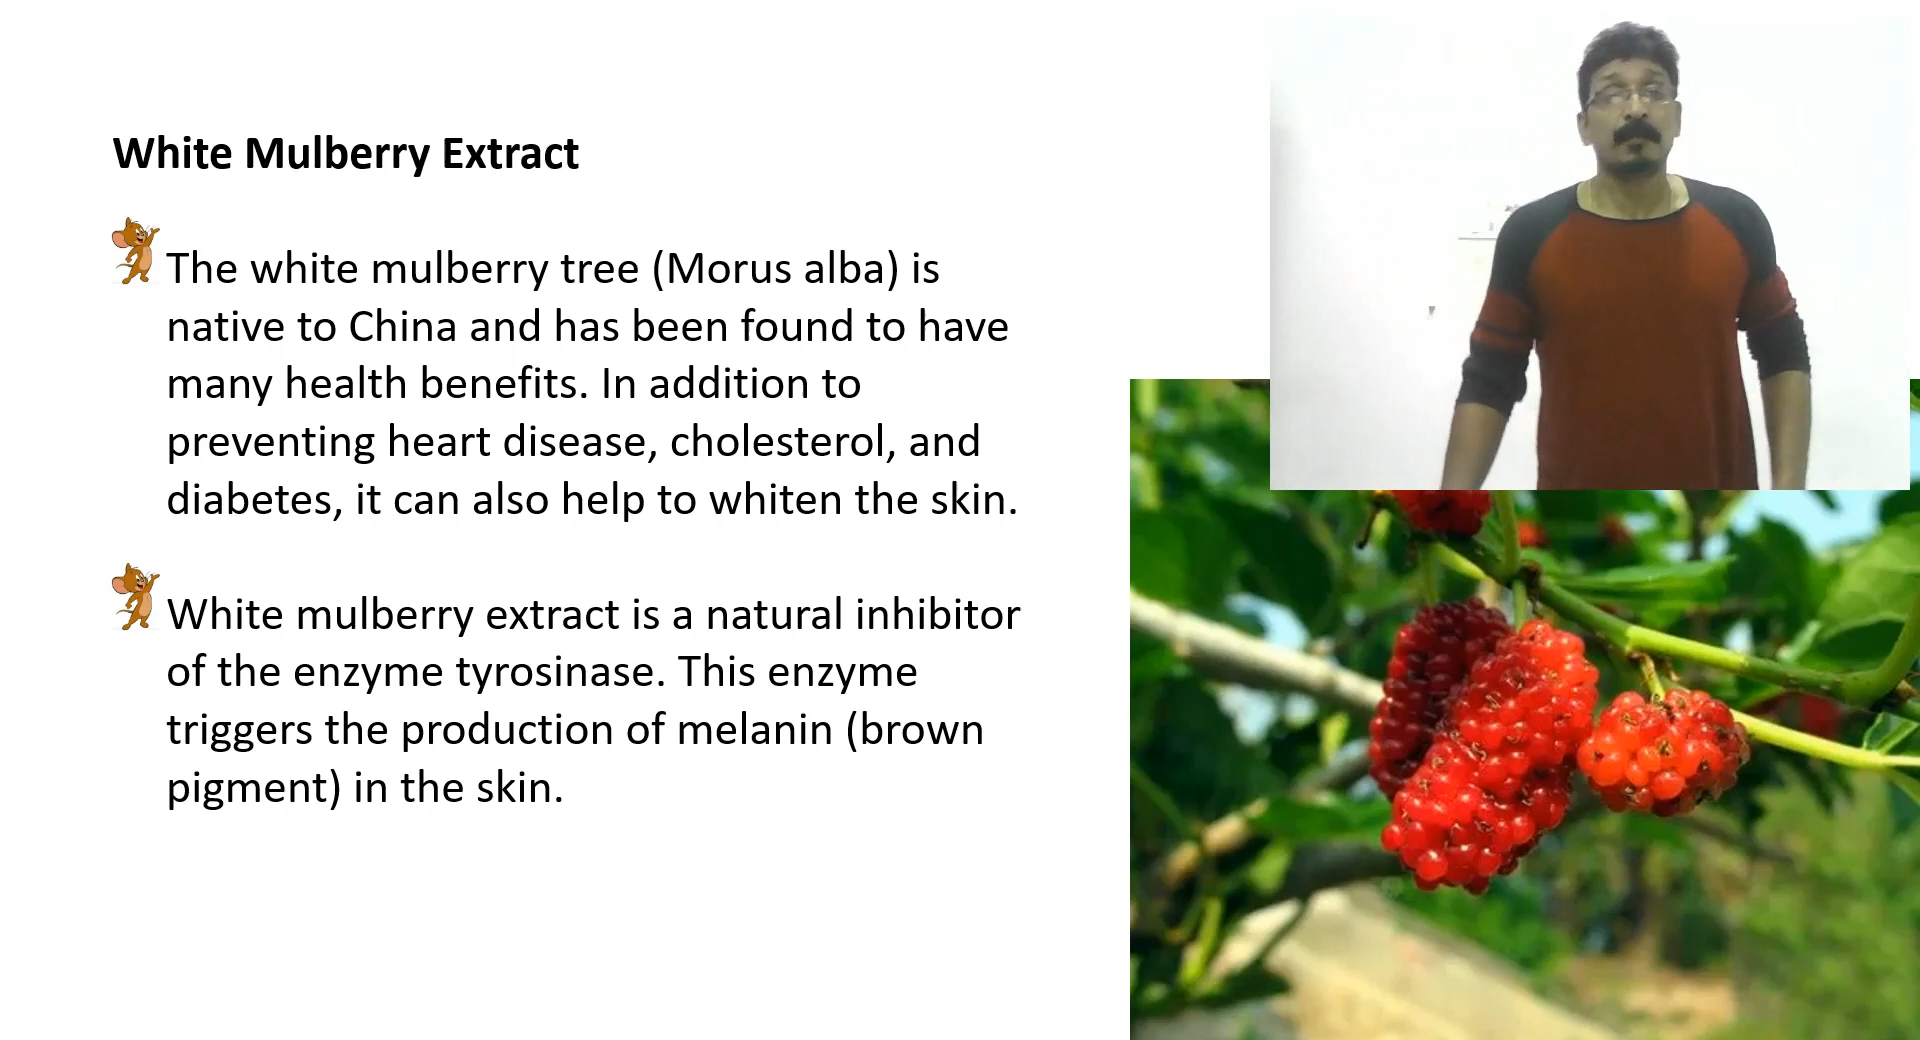 White Mulberry Extract
The white mulberry tree (Morus alba) is
native to China and has been found to have
many health benefits. In addition to
preventing heart disease, cholesterol, and
diabetes, it can also help to whiten the skin.
White mulberry extract is a natural inhibitor
of the enzyme tyrosinase. This enzyme
triggers the production of melanin (brown
pigment) in the skin.